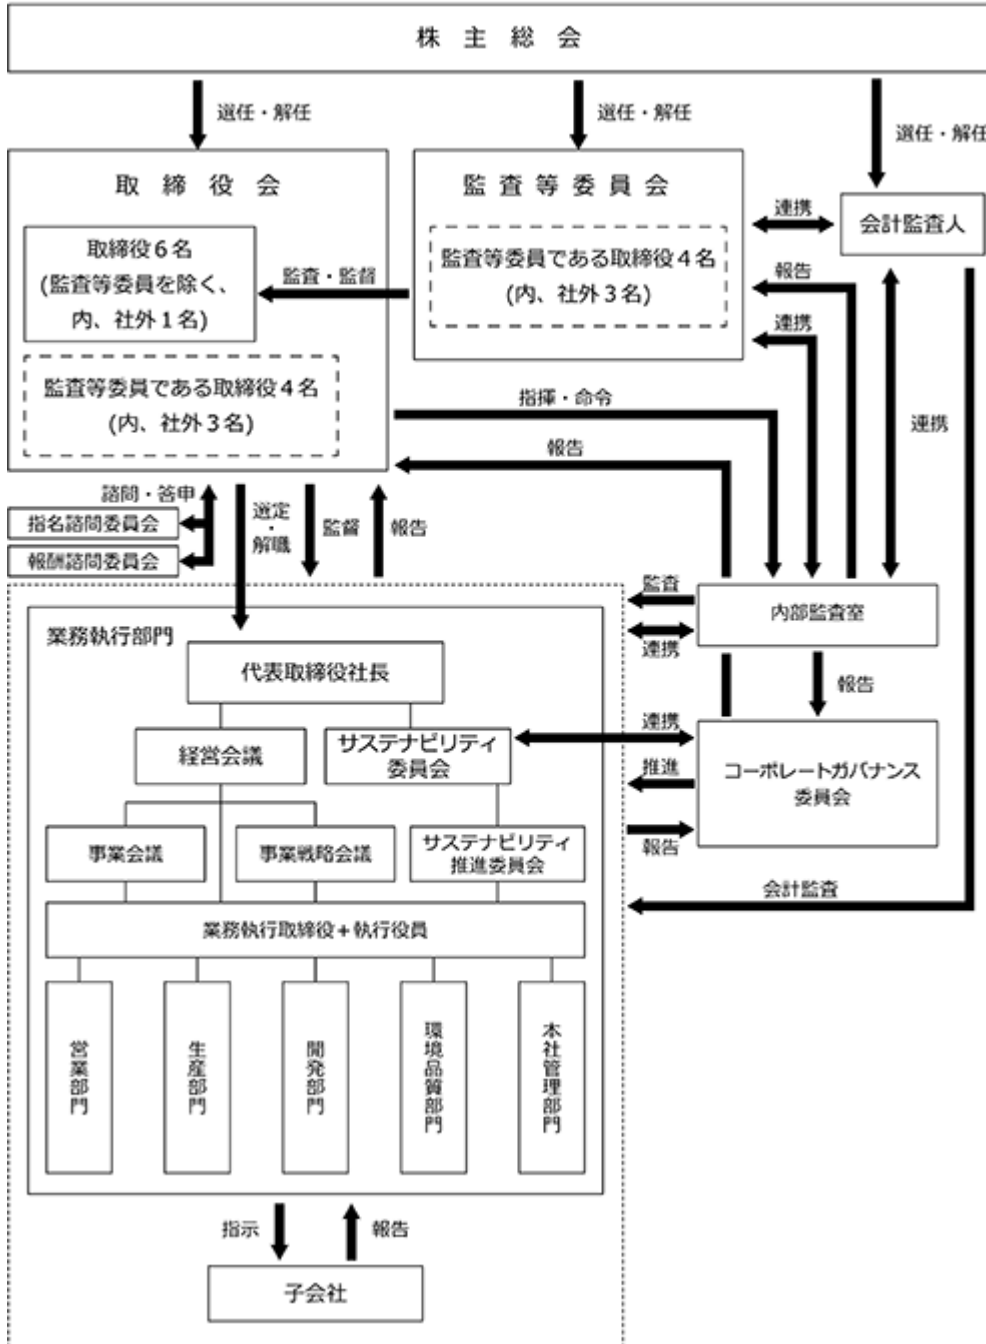 株主総会
選任・解任
選任・解任
選任・解任
取締役会
監査等委員会
会計監査人
連携
取締役６名
(監査等委員を除く、
内、社外１名)
監査・監督
監査等委員である取締役４名
(内、社外３名)
報告
連携
監査等委員である取締役４名
(内、社外３名)
指揮・命令
報告
連携
諮問・答申
指名諮問委員会
報酬諮問委員会
選定・解職
監督
報告
監査
連携
内部監査室
報告
業務執行部門
代表取締役社長
経営会議
サステナビリティ
委員会
連携
推進
報告
コーポレートガバナンス
委員会
事業会議
事業戦略会議
サステナビリティ
推進委員会
会計監査
業務執行取締役＋執行役員
営業部門
生産部門
開発部門
環境品質部門
本社管理部門
指示
報告
子会社